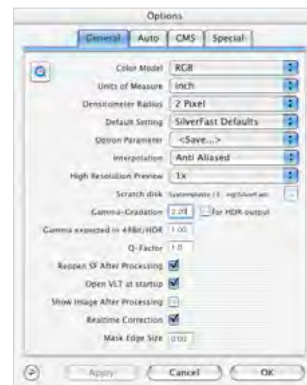 Options
General Auto CMS Special
Color Model RGB
Units of Measure inch
Densitometer Radius 2 Pixel
Default Setting SilverFast Defaults
Option Parameter <Save...>
Interpolation Anti Aliased
High Resolution Preview 1x
Scratch disk
Gamma-Gradation 2.20 for HDR output
Gamma expected in 48Bit/HDR 1.00
Q-Factor 1.0
Reopen SF After Processing
Open VLT at startup
Show Image After Processing
Realtime Correction
Mask Edge Size 0.00
Apply Cancel OK